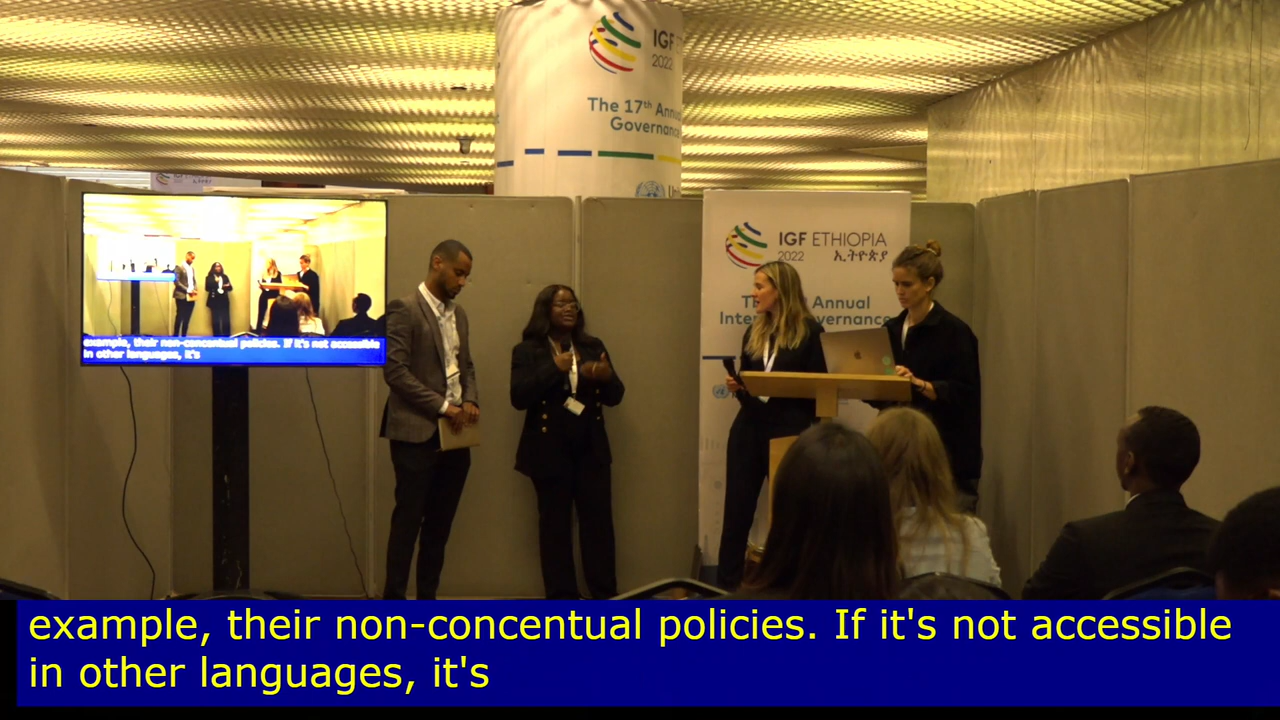 IGF
2022
The 17th Annu
Governance
IGF ETHIOPIA
2022 ኢትዮጵያ
Annual
Inter
vernance
example, their non-concentual policies. If it's not accessible
in other languages, it's
example, their non-concentual policies. If it's not accessible
in other languages, it's